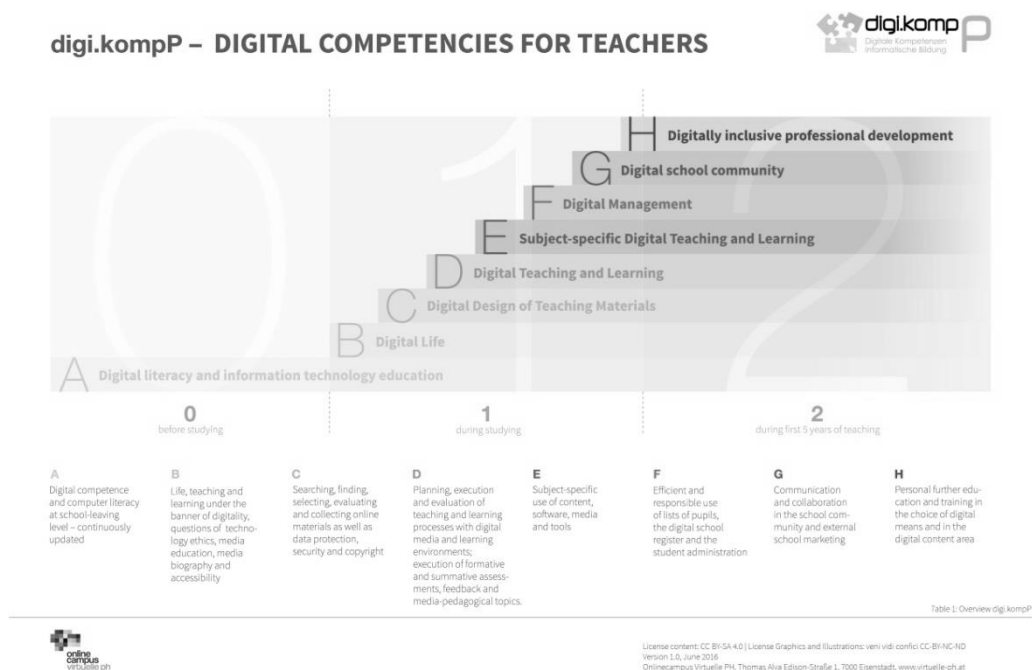 digi.kompP – DIGITAL COMPETENCIES FOR TEACHERS
digi.komp P
Digitale Kompetenzen
informatische Bildung
0 1 2
H Digitally inclusive professional development
G Digital school community
F Digital Management
E Subject-specific Digital Teaching and Learning
D Digital Teaching and Learning
C Digital Design of Teaching Materials
B Digital Life
A Digital literacy and information technology education
0
before studying
1
during studying
2
during first 5 years of teaching
A
Digital competence
and computer literacy
at school-leaving
level – continuously
updated
B
Life, teaching and
learning under the
banner of digitality,
questions of techno-
logy ethics, media
education, media
biography and
accessibility
C
Searching, finding,
selecting, evaluating
and collecting online
materials as well as
data protection,
security and copyright
D
Planning, execution
and evaluation of
teaching and learning
processes with digital
media and learning
environments;
execution of formative
and summative assess-
ments, feedback and
media-pedagogical topics.
E
Subject-specific
use of content,
software, media
and tools
F
Efficient and
responsible use
of lists of pupils,
the digital school
register and the
student administration
G
Communication
and collaboration
in the school com-
munity and external
school marketing
H
Personal further edu-
cation and training in
the choice of digital
means and in the
digital content area
Table 1: Overview digi.kompP
online
campus
virtuelle ph
License content: CC BY-SA 4.0 | License Graphics and Illustrations: veni vidi confici CC-BY-NC-ND
Version 1.0, June 2016
Onlinecampus Virtuelle PH, Thomas Alva Edison-Straße 1, 7000 Eisenstadt, www.virtuelle-ph.at